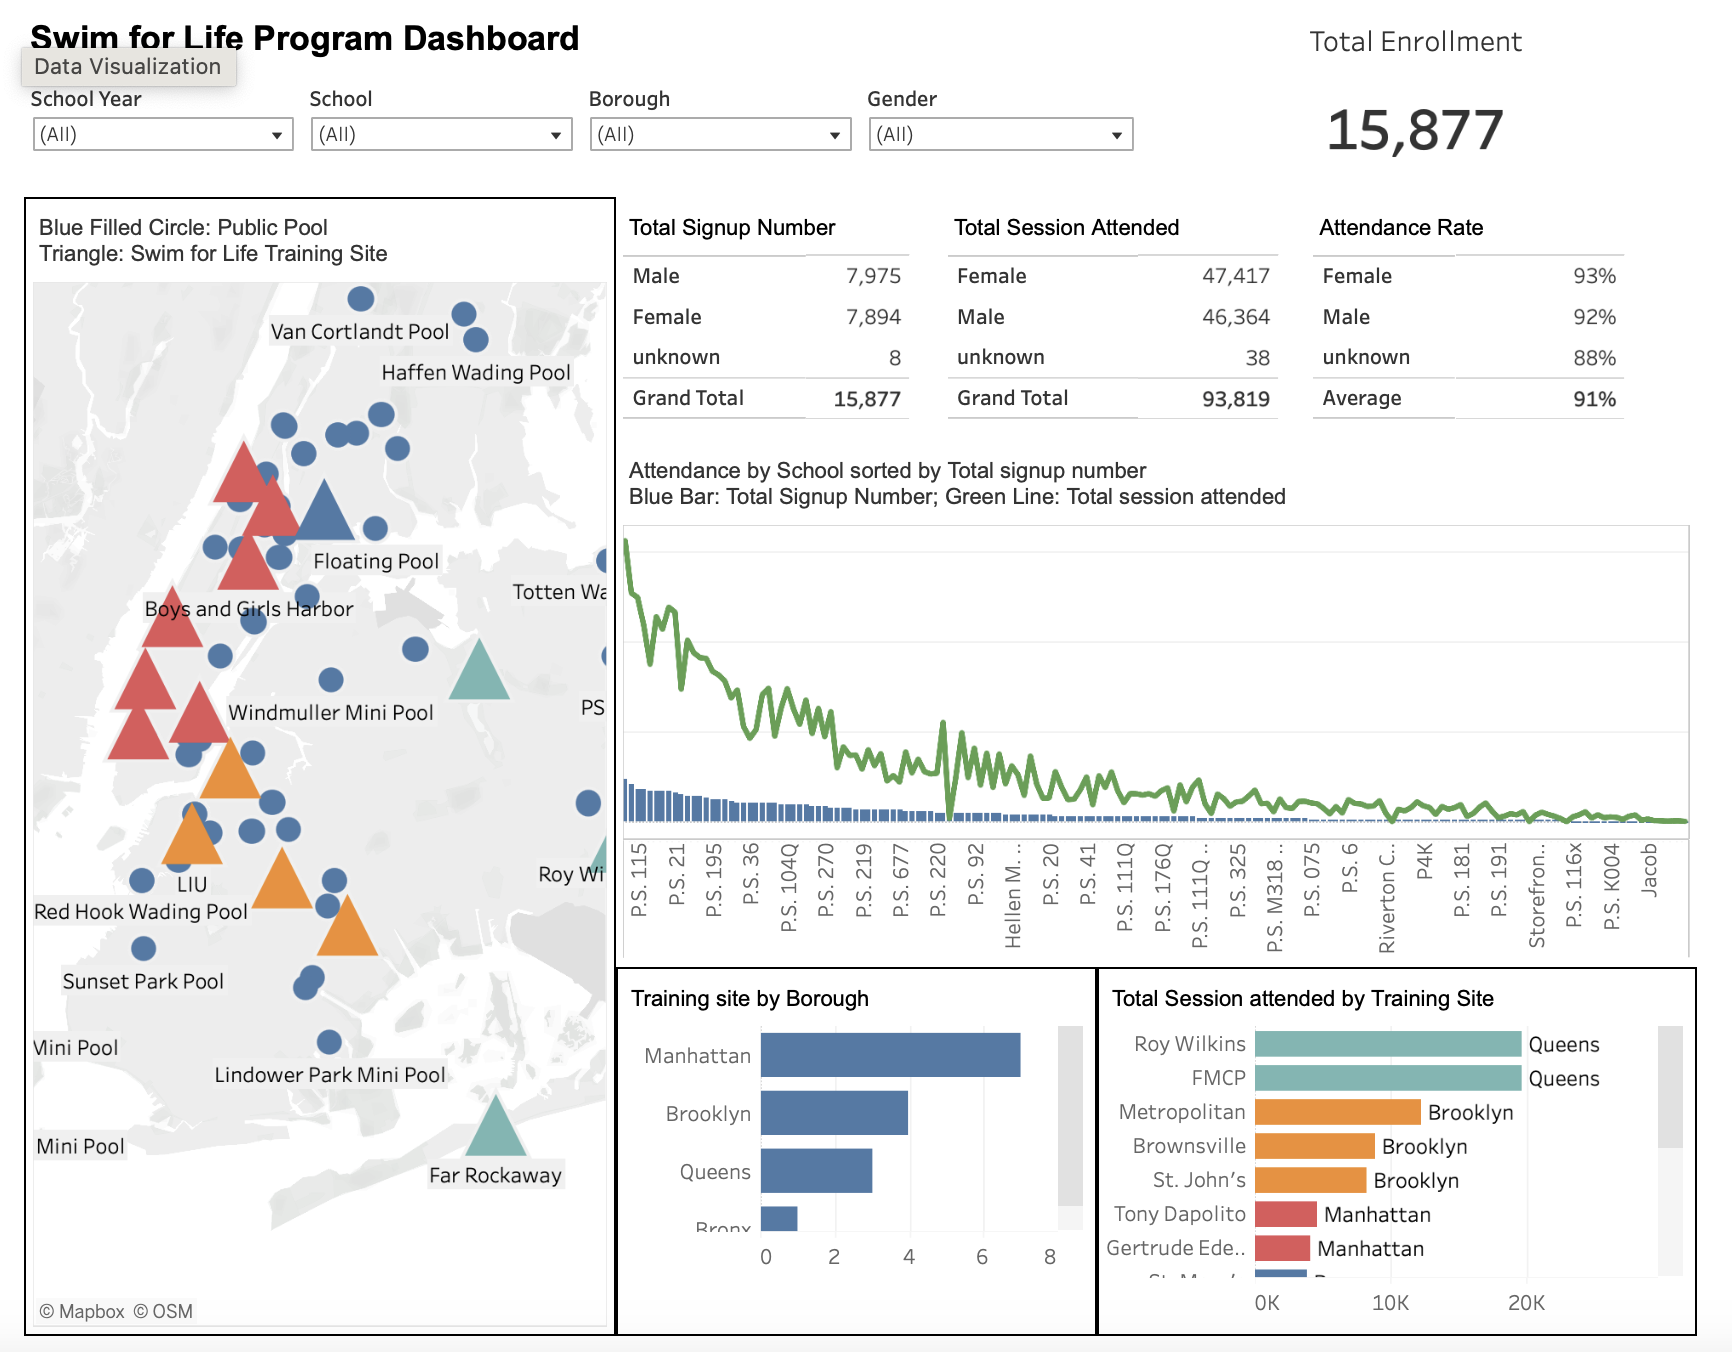 Swim for Life Program Dashboard
Data Visualization
Total Enrollment
15,877
School Year
School
Borough
Gender
(All)
(All)
(All)
(All)
Blue Filled Circle: Public Pool
Triangle: Swim for Life Training Site
Van Cortlandt Pool
Haffen Wading Pool
Floating Pool
Totten Wa
Boys and Girls Harbor
Windmuller Mini Pool
PS
LIU
Roy Wi
Red Hook Wading Pool
Sunset Park Pool
Mini Pool
Lindower Park Mini Pool
Mini Pool
Far Rockaway
© Mapbox © OSM
Total Signup Number
Male 7,975
Female 7,894
unknown 8
Grand Total 15,877
Total Session Attended
Female 47,417
Male 46,364
unknown 38
Grand Total 93,819
Attendance Rate
Female 93%
Male 92%
unknown 88%
Average 91%
Attendance by School sorted by Total signup number
Blue Bar: Total Signup Number; Green Line: Total session attended
P.S. 115
P.S. 21
P.S. 195
P.S. 36
P.S. 104Q
P.S. 270
P.S. 219
P.S. 677
P.S. 220
P.S. 92
Hellen M. ..
P.S. 20
P.S. 41
P.S. 111Q
P.S. 176Q
P.S. 111Q ..
P.S. 325
P.S. M318 ..
P.S. 075
P.S. 6
Riverton C..
P4K
P.S. 181
P.S. 191
Storefron..
P.S. 116x
P.S. K004
Jacob
Training site by Borough
Manhattan
Brooklyn
Queens
Bronx
0 2 4 6 8
Total Session attended by Training Site
Roy Wilkins Queens
FMCP Queens
Metropolitan Brooklyn
Brownsville Brooklyn
St. John's Brooklyn
Tony Dapolito Manhattan
Gertrude Ede.. Manhattan
0K 10K 20K